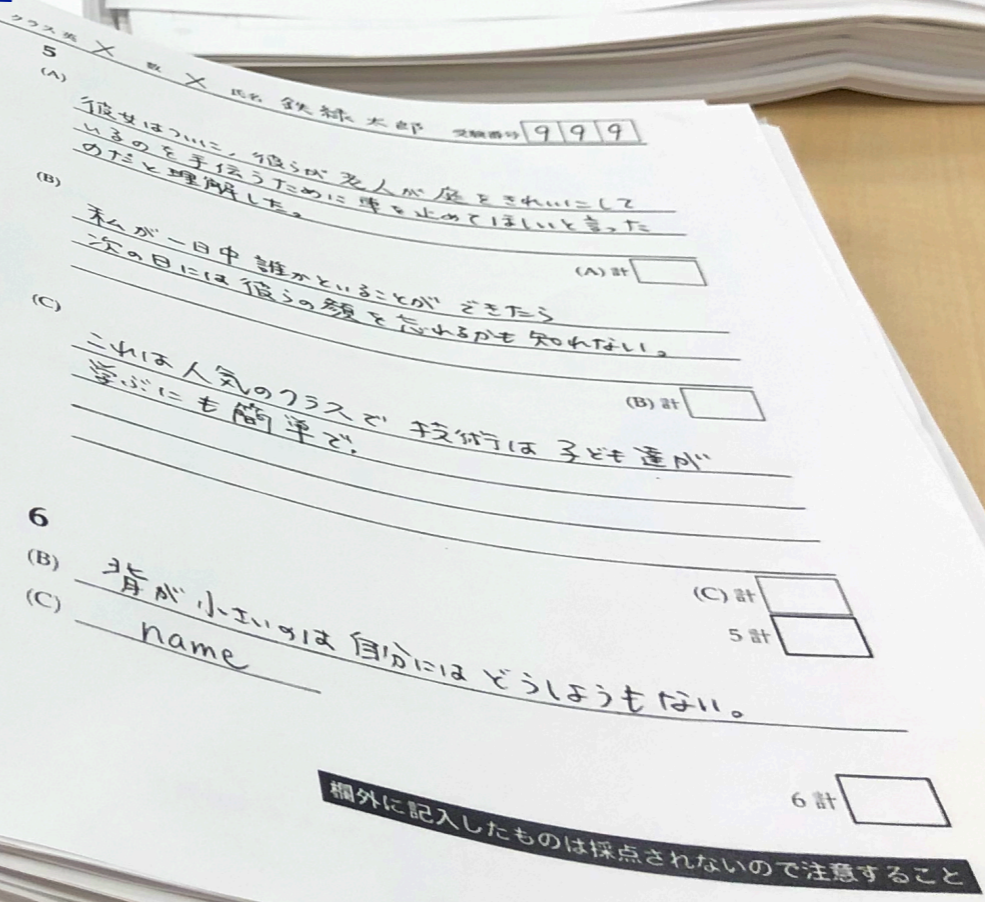 クラス 英 × 数 × 氏名 鉄緑 太郎 受験番号 999
5
(A)
彼女はついに、彼らが老人が庭をきれいにして
いるのを手伝うために車を止めてほしいと言った
のだと理解した。
(A) 計
(B)
私が一日中 誰かといることが できたら
次の日には彼らの顔を忘れるかも知れない。
(B) 計
(C)
これは人気のクラスで 技術は 子ども達が
学ぶにも簡単で、
(C) 計
5 計
6
(B) 背が小さいのは自分にはどうしようもない。
(C) name
6 計
欄外に記入したものは採点されないので注意すること